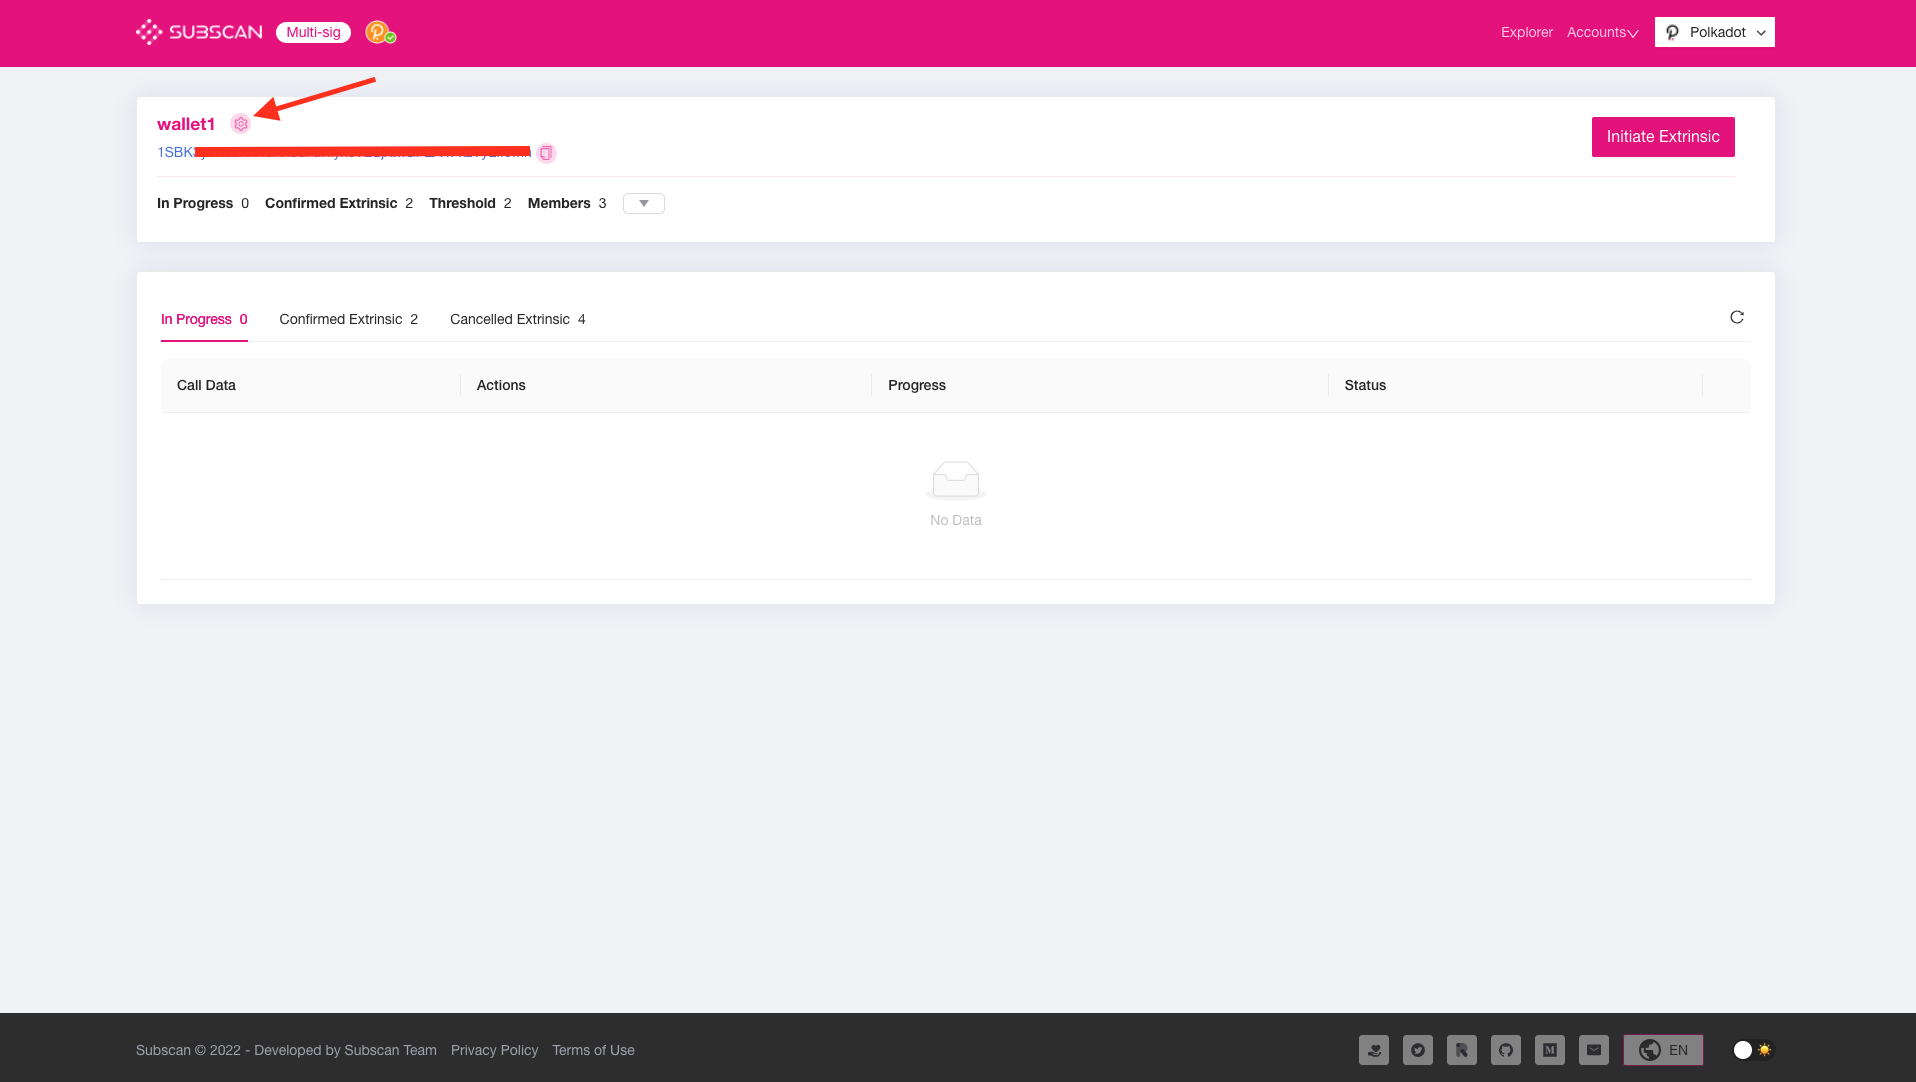 SUBSCAN Multi-sig Explorer Accounts Polkadot
wallet1
Initiate Extrinsic
In Progress 0 Confirmed Extrinsic 2 Threshold 2 Members 3
In Progress 0 Confirmed Extrinsic 2 Cancelled Extrinsic 4
Call Data Actions Progress Status
No Data
Subscan © 2022 - Developed by Subscan Team Privacy Policy Terms of Use EN